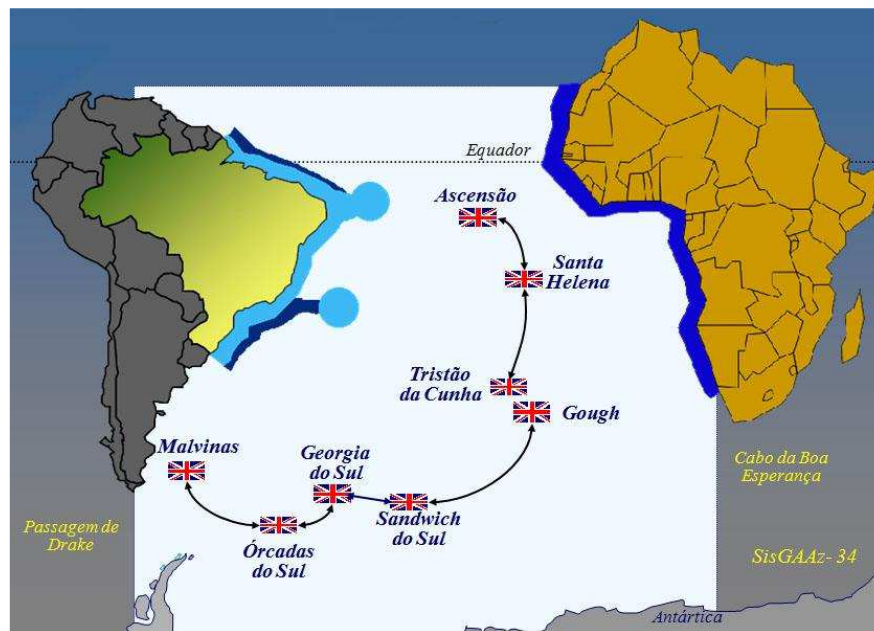 Equador
Ascensão
Santa
Helena
Tristão
da Cunha
Gough
Malvinas
Georgia
do Sul
Sandwich
do Sul
Órcadas
do Sul
Passagem de
Drake
Cabo da Boa
Esperança
SisGAAz- 34
Antártica